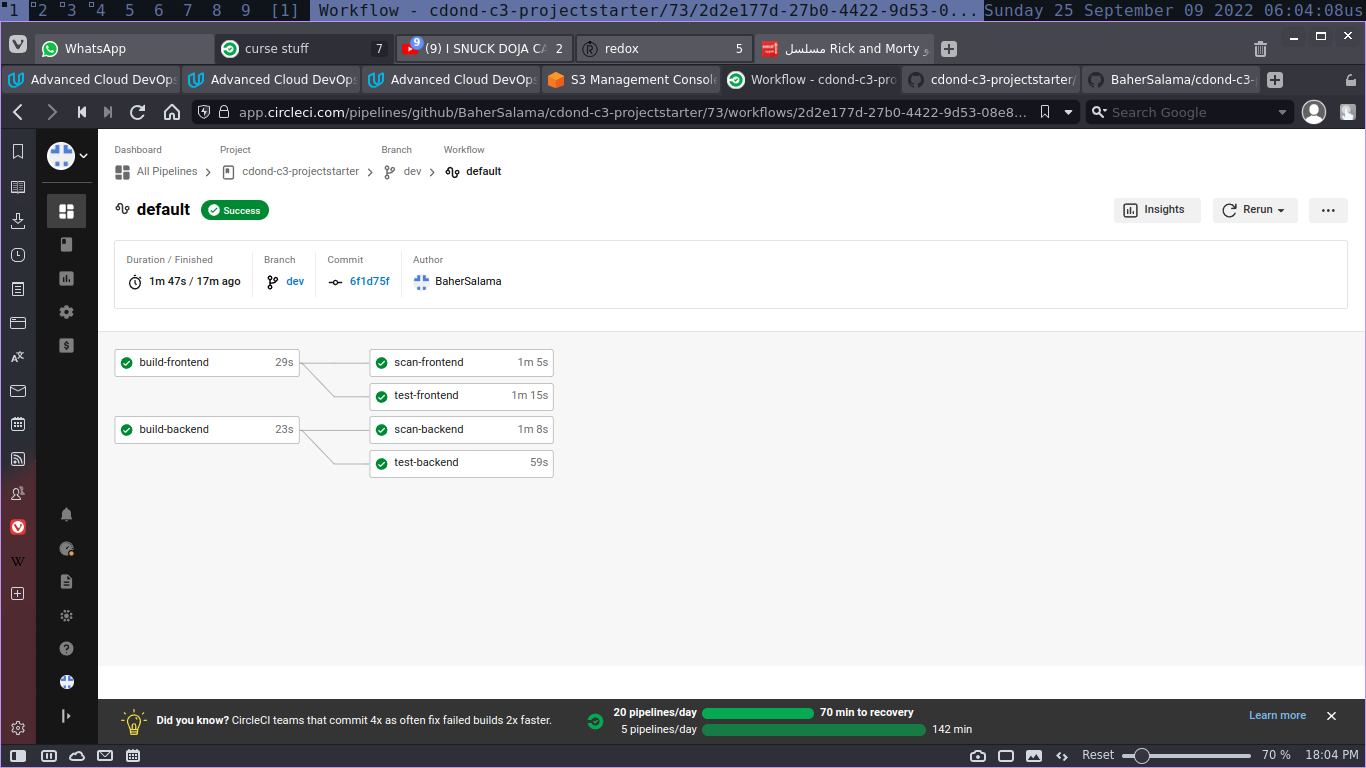 1 2 3 4 5 6 7 8 9 [1] Workflow - cdond-c3-projectstarter/73/2d2e177d-27b0-4422-9d53-0... Sunday 25 September 09 2022 06:04:08us
WhatsApp curse stuff 7 9 (9) I SNUCK DOJA CA 2 redox 5 مسلسل Rick and Morty و
Advanced Cloud DevOps Advanced Cloud DevOps Advanced Cloud DevOps S3 Management Consol Workflow - cdond-c3-pro cdond-c3-projectstarter/ BaherSalama/cdond-c3-
app.circleci.com/pipelines/github/BaherSalama/cdond-c3-projectstarter/73/workflows/2d2e177d-27b0-4422-9d53-08e8... Search Google
Dashboard Project Branch Workflow
All Pipelines cdond-c3-projectstarter dev default
default Success Insights Rerun
Duration / Finished Branch Commit Author
1m 47s / 17m ago dev 6f1d75f BaherSalama
build-frontend 29s scan-frontend 1m 5s
test-frontend 1m 15s
build-backend 23s scan-backend 1m 8s
test-backend 59s
Did you know? CircleCI teams that commit 4x as often fix failed builds 2x faster. 20 pipelines/day 70 min to recovery Learn more
5 pipelines/day 142 min
Reset 70 % 18:04 PM